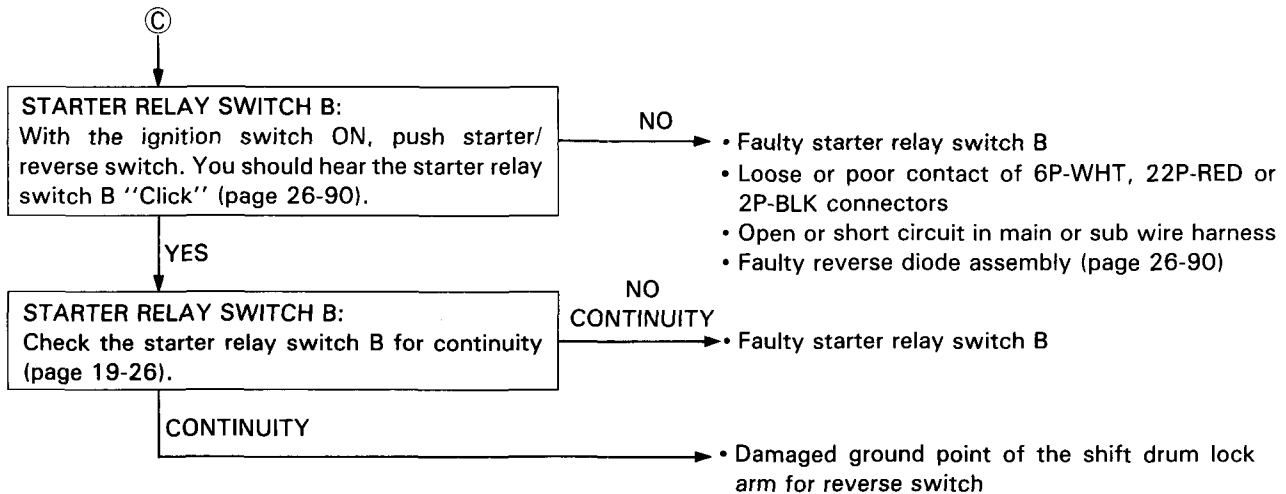 Ⓒ
STARTER RELAY SWITCH B:
With the ignition switch ON, push starter/
reverse switch. You should hear the starter relay
switch B ''Click'' (page 26-90).
NO
• Faulty starter relay switch B
• Loose or poor contact of 6P-WHT, 22P-RED or
2P-BLK connectors
• Open or short circuit in main or sub wire harness
• Faulty reverse diode assembly (page 26-90)
YES
STARTER RELAY SWITCH B:
Check the starter relay switch B for continuity
(page 19-26).
NO
CONTINUITY
• Faulty starter relay switch B
CONTINUITY
• Damaged ground point of the shift drum lock
arm for reverse switch